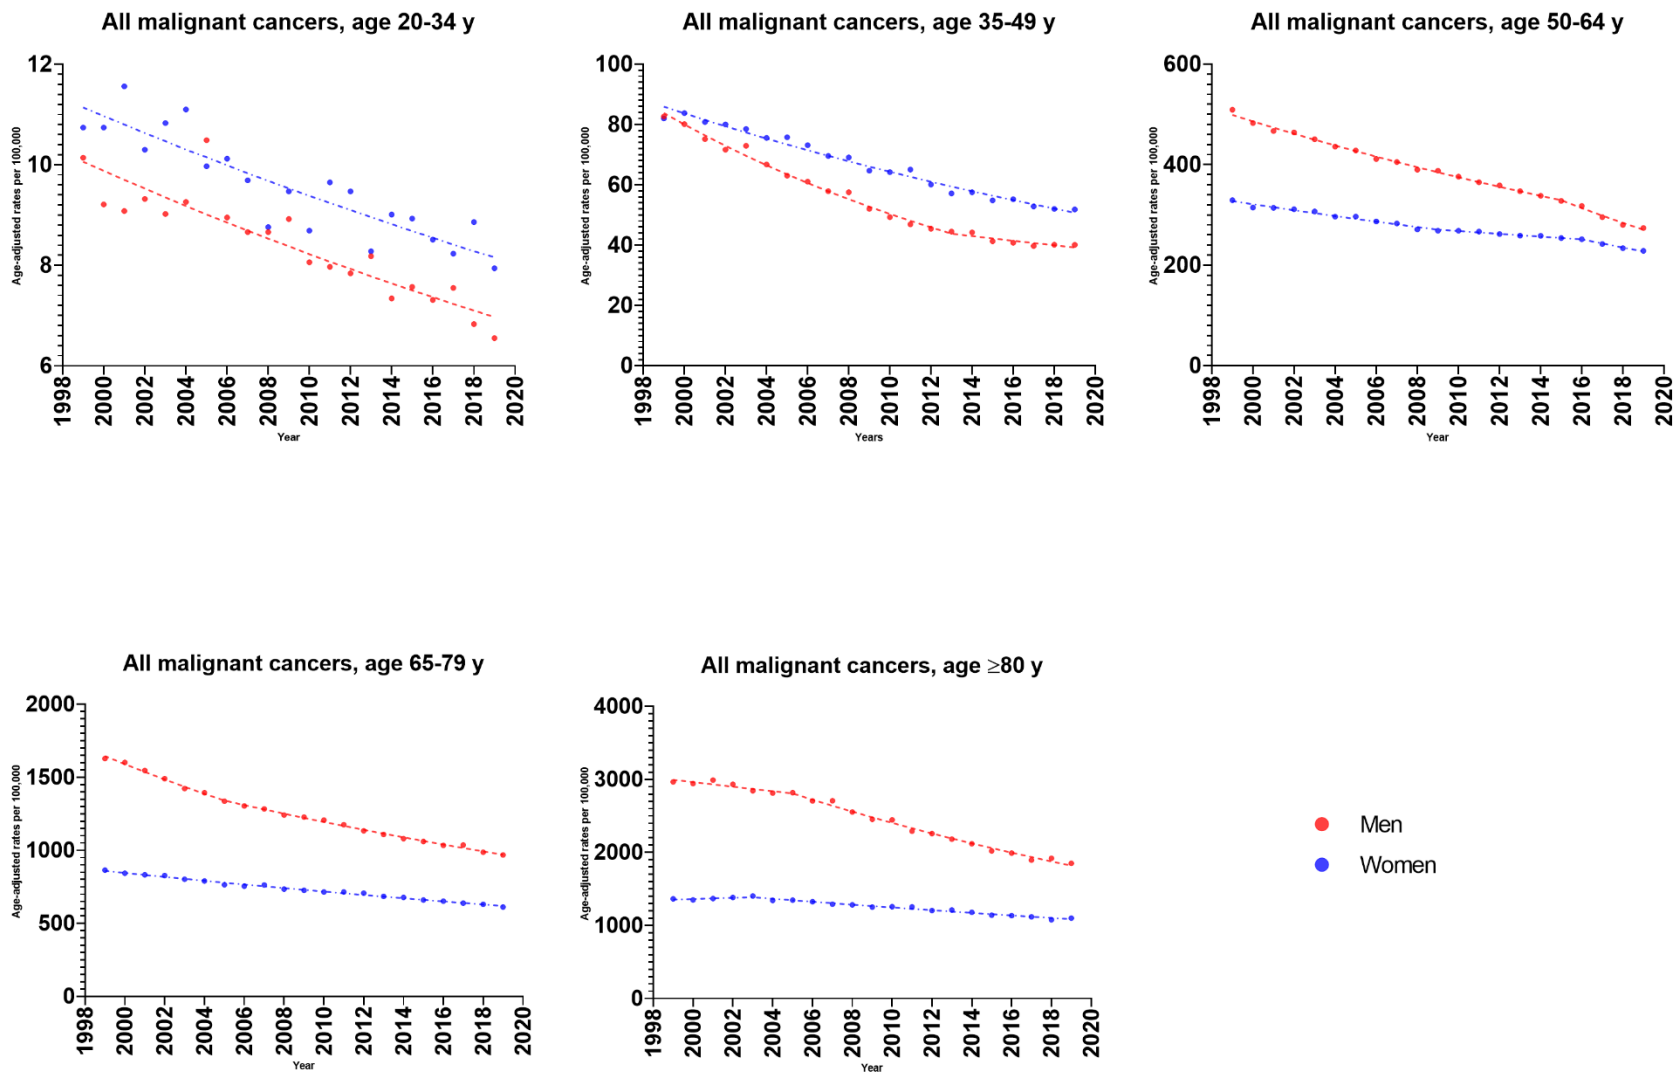 All malignant cancers, age 20-34 y
Age-adjusted rates per 100,000
12
10
8
6
1998 2000 2002 2004 2006 2008 2010 2012 2014 2016 2018 2020
Year
All malignant cancers, age 35-49 y
Age-adjusted rates per 100,000
100
80
60
40
20
0
1998 2000 2002 2004 2006 2008 2010 2012 2014 2016 2018 2020
Years
All malignant cancers, age 50-64 y
Age-adjusted rates per 100,000
600
400
200
0
1998 2000 2002 2004 2006 2008 2010 2012 2014 2016 2018 2020
Year
All malignant cancers, age 65-79 y
Age-adjusted rates per 100,000
2000
1500
1000
500
0
1998 2000 2002 2004 2006 2008 2010 2012 2014 2016 2018 2020
Year
All malignant cancers, age ≥80 y
Age-adjusted rates per 100,000
4000
3000
2000
1000
0
1998 2000 2002 2004 2006 2008 2010 2012 2014 2016 2018 2020
Year
Men
Women